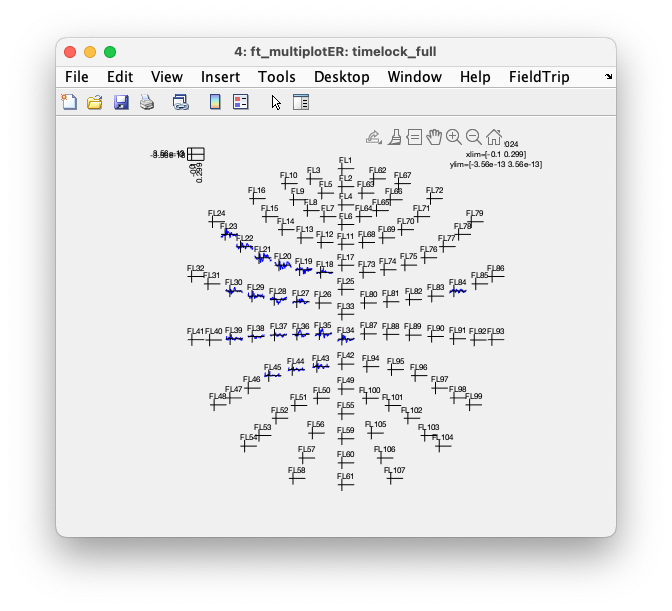 4: ft_multiplotER: timelock_full
File Edit View Insert Tools Desktop Window Help FieldTrip
xlim=[-0.1 0.299]
ylim=[-3.56e-13 3.56e-13]
0.299
FL1
FL10 FL3 FL62 FL67
FL9 FL5 FL2 FL63
FL16 FL8 FL4 FL65 FL66 FL72
FL24 FL15 FL7 FL6 FL64 FL71 FL79
FL23 FL14 FL13 FL12 FL11 FL68 FL69 FL70 FL78
FL22 FL21 FL20 FL19 FL18 FL17 FL73 FL74 FL75 FL76 FL77
FL32 FL31 FL30 FL29 FL28 FL27 FL26 FL25 FL80 FL81 FL82 FL83 FL84 FL85 FL86
FL33
FL41 FL40 FL39 FL38 FL37 FL36 FL35 FL34 FL87 FL88 FL89 FL90 FL91 FL92 FL93
FL45 FL44 FL43 FL42 FL94 FL95 FL96
FL48 FL47 FL46 FL49 FL97 FL98 FL99
FL52 FL51 FL50 FL55 FL100 FL101 FL102
FL54 FL53 FL56 FL59 FL105 FL103 FL104
FL57 FL60 FL106
FL58 FL61 FL107